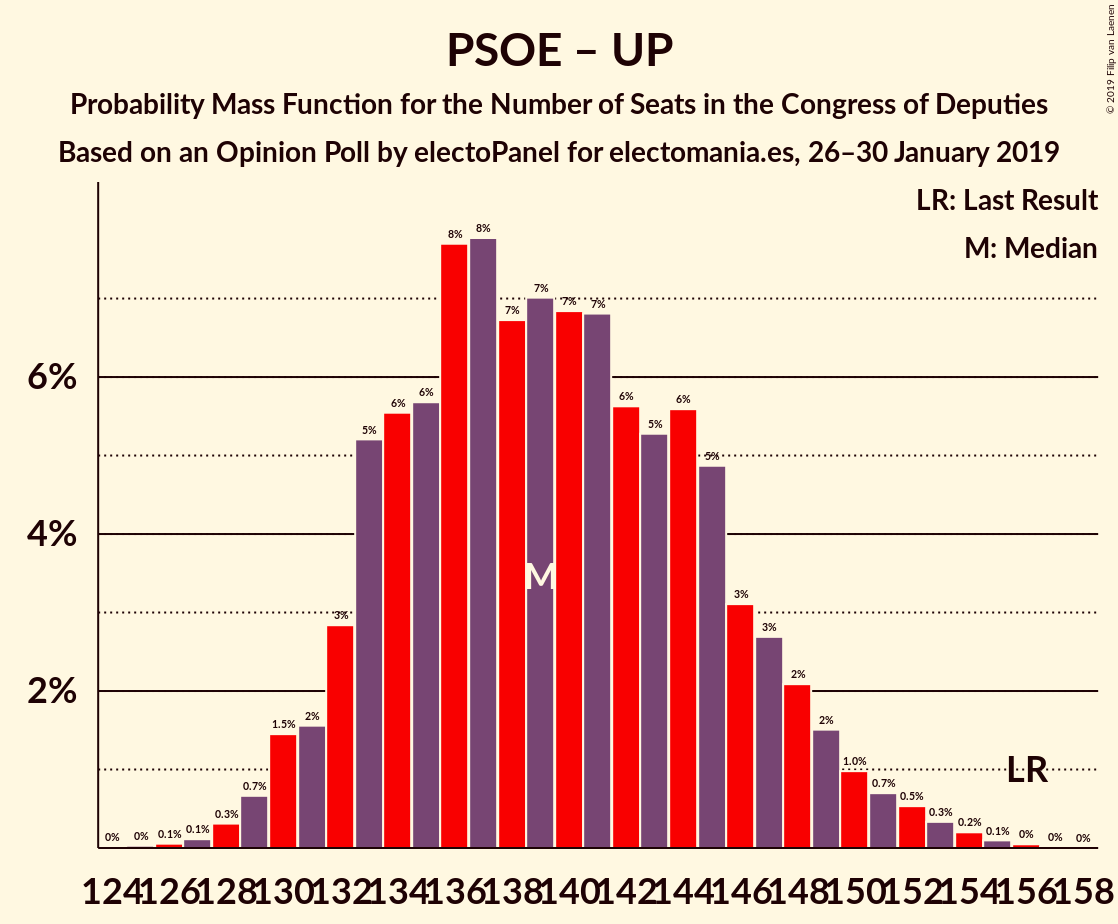 PSOE – UP
Probability Mass Function for the Number of Seats in the Congress of Deputies
Based on an Opinion Poll by electoPanel for electomania.es, 26–30 January 2019
© 2019 Filip van Laenen
LR: Last Result
M: Median
6%
4%
2%
0% 0% 0.1% 0.1% 0.3% 0.7% 1.5% 2% 3% 5% 6% 6% 8% 8% 7% 7% 7% 7% 6% 5% 6% 5% 3% 3% 2% 2% 1.0% 0.7% 0.5% 0.3% 0.2% 0.1% 0% 0% 0%
M
LR
124 126 128 130 132 134 136 138 140 142 144 146 148 150 152 154 156 158